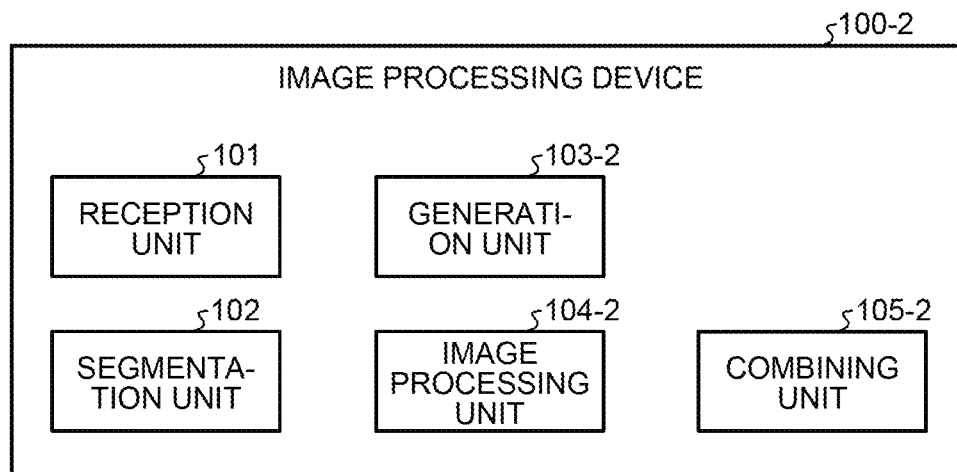 100-2
IMAGE PROCESSING DEVICE
101
RECEPTION
UNIT
103-2
GENERATI-
ON UNIT
102
SEGMENTA-
TION UNIT
104-2
IMAGE
PROCESSING
UNIT
105-2
COMBINING
UNIT